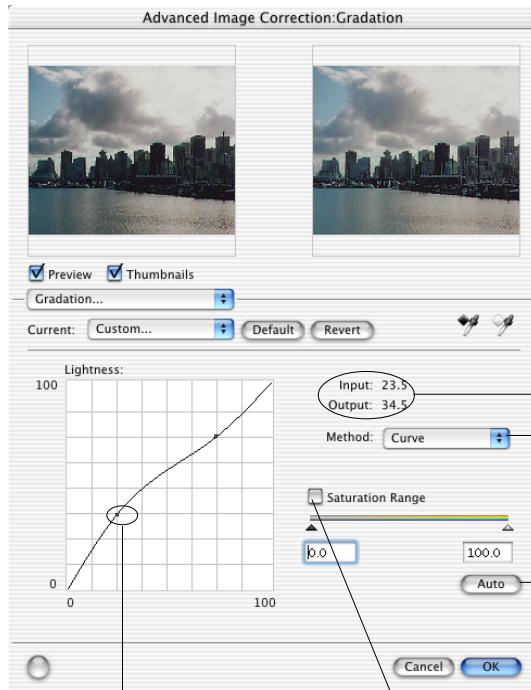 Advanced Image Correction:Gradation
Preview Thumbnails
Gradation...
Current: Custom... Default Revert
Lightness:
100
0
0 100
Input: 23.5
Output: 34.5
Method: Curve
Saturation Range
0.0 100.0
Auto
Cancel OK